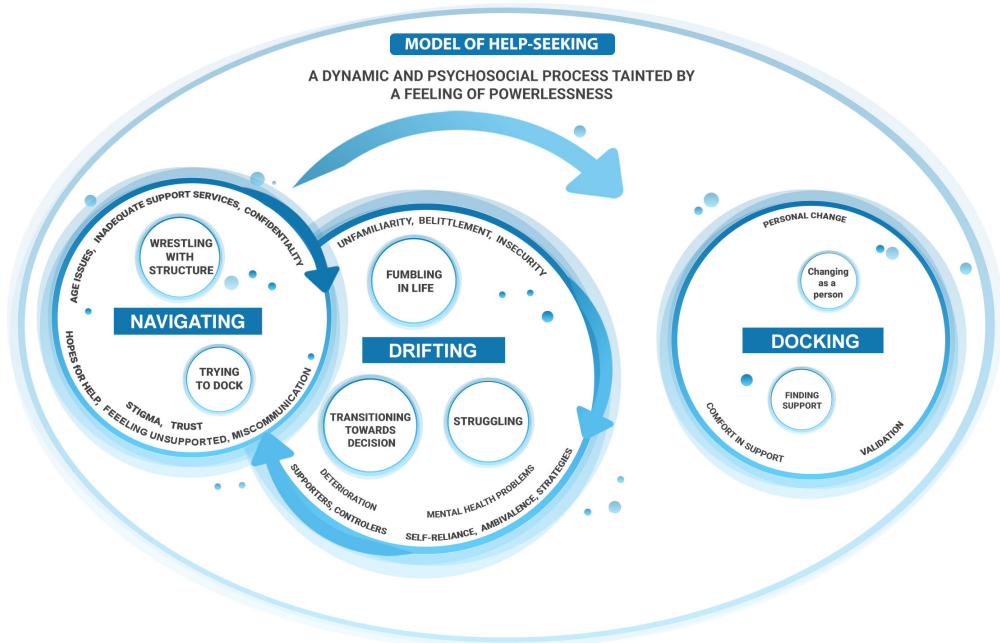 MODEL OF HELP-SEEKING
A DYNAMIC AND PSYCHOSOCIAL PROCESS TAINTED BY
A FEELING OF POWERLESSNESS
AGE ISSUES, INADEQUATE SUPPORT SERVICES, CONFIDENTIALITY
WRESTLING
WITH
STRUCTURE
NAVIGATING
TRYING
TO DOCK
STIGMA, TRUST
HOPES FOR HELP, FEEELING UNSUPPORTED, MISCOMMUNICATION
UNFAMILIARITY, BELITTLEMENT, INSECURITY
FUMBLING
IN LIFE
DRIFTING
TRANSITIONING
TOWARDS
DECISION
STRUGGLING
DETERIORATION
SUPPORTERS, CONTROLERS
MENTAL HEALTH PROBLEMS
SELF-RELIANCE, AMBIVALENCE, STRATEGIES
PERSONAL CHANGE
Changing
as a
person
DOCKING
FINDING
SUPPORT
COMFORT IN SUPPORT
VALIDATION